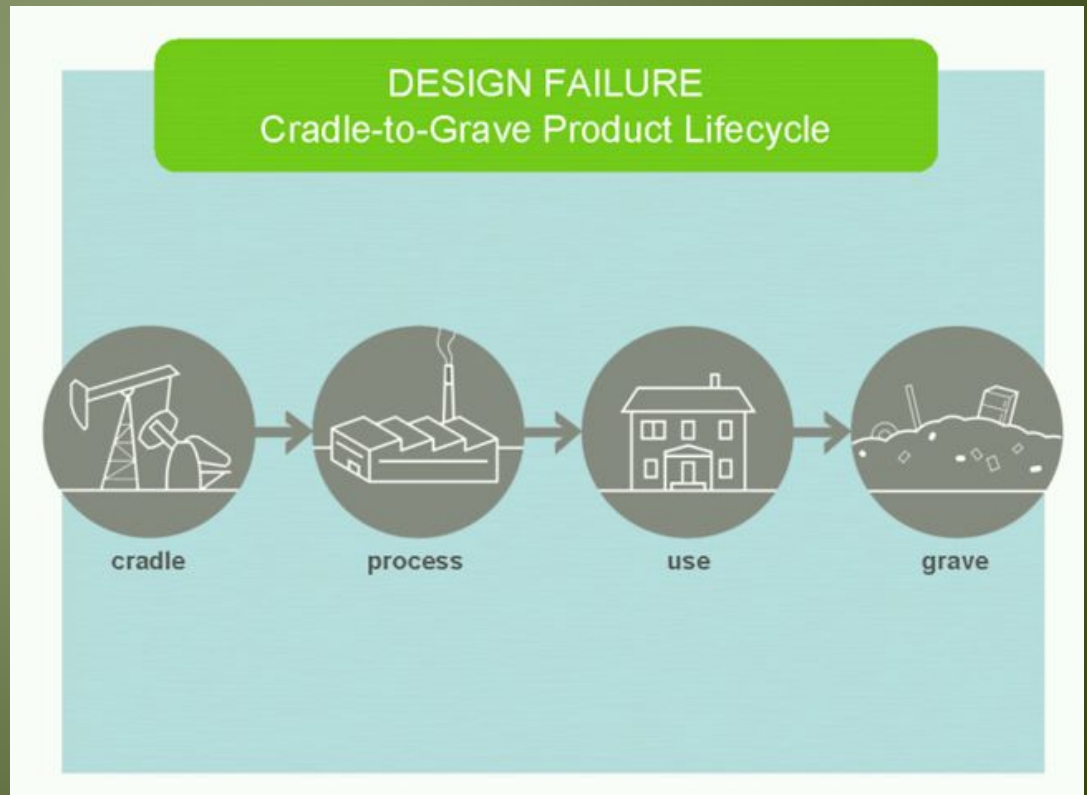 DESIGN FAILURE
Cradle-to-Grave Product Lifecycle
cradle
process
use
grave